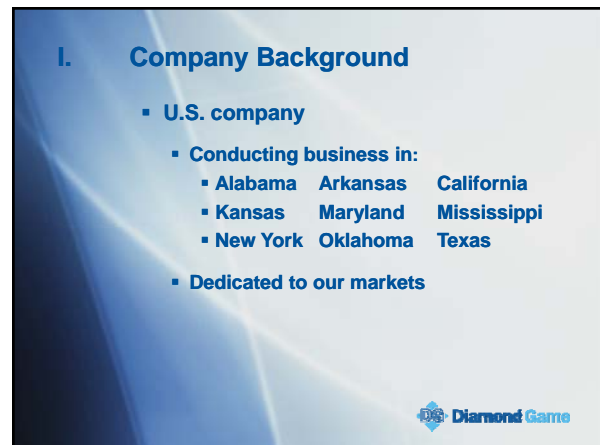 I. Company Background
▪ U.S. company
▪ Conducting business in:
▪ Alabama Arkansas California
▪ Kansas Maryland Mississippi
▪ New York Oklahoma Texas
▪ Dedicated to our markets
DG Diamond Game